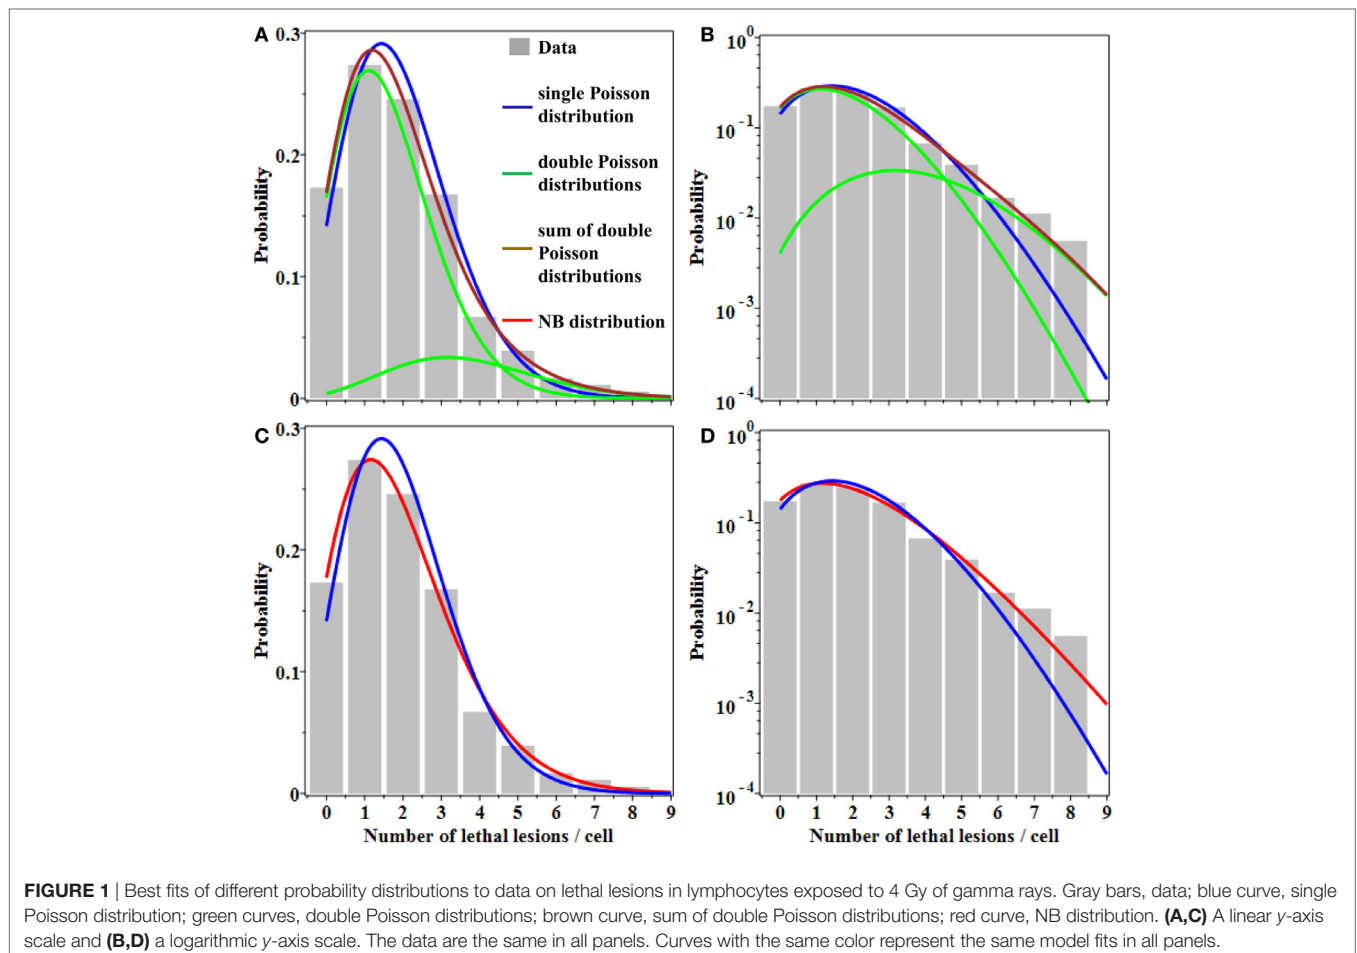 A
0.3
0.2
0.1
0
Probability
Data
single Poisson
distribution
double Poisson
distributions
sum of double
Poisson
distributions
NB distribution
B
10^0
10^-1
10^-2
10^-3
10^-4
Probability
C
0.3
0.2
0.1
0
Probability
0 1 2 3 4 5 6 7 8 9
Number of lethal lesions / cell
D
10^0
10^-1
10^-2
10^-3
10^-4
Probability
0 1 2 3 4 5 6 7 8 9
Number of lethal lesions / cell
FIGURE 1 | Best fits of different probability distributions to data on lethal lesions in lymphocytes exposed to 4 Gy of gamma rays. Gray bars, data; blue curve, single
Poisson distribution; green curves, double Poisson distributions; brown curve, sum of double Poisson distributions; red curve, NB distribution. (A,C) A linear y-axis
scale and (B,D) a logarithmic y-axis scale. The data are the same in all panels. Curves with the same color represent the same model fits in all panels.